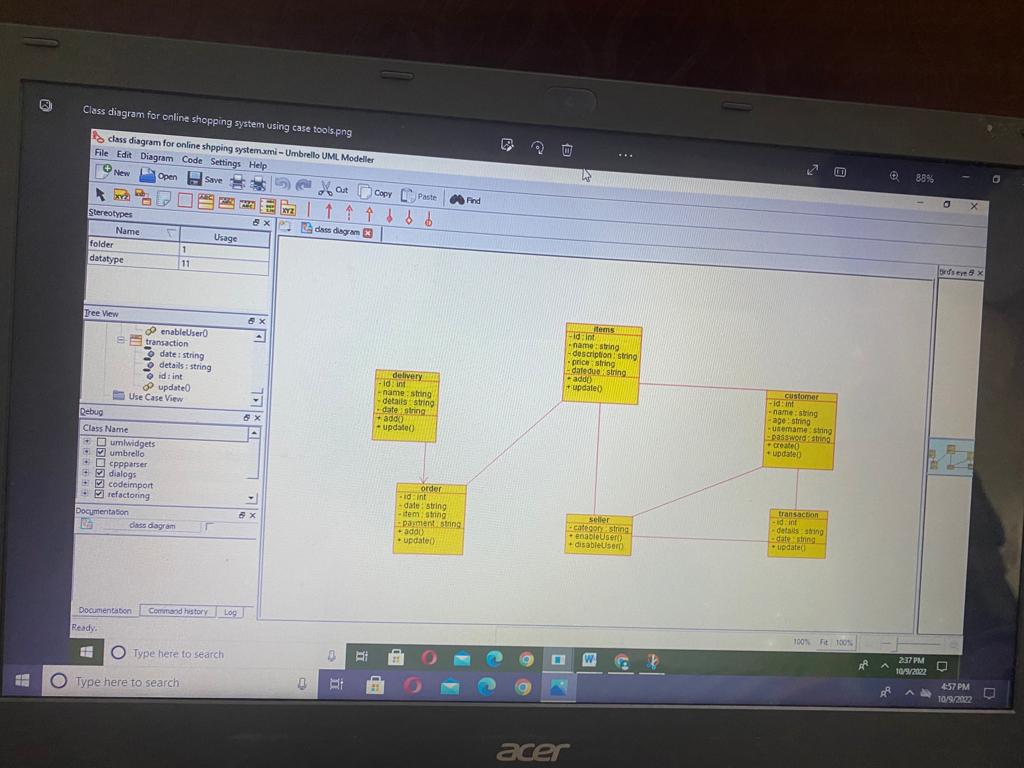 Class diagram for online shopping system using case tools.png
88%
class diagram for online shpping system.xmi – Umbrello UML Modeller
File Edit Diagram Code Settings Help
New Open Save Cut Copy Paste Find
Stereotypes
Name Usage
folder 1
datatype 11
Tree View
enableUser()
transaction
date : string
details : string
id : int
update()
Use Case View
Debug
Class Name
umlwidgets
umbrello
cppparser
dialogs
codeimport
refactoring
Documentation
class diagram
Documentation Command history Log
Ready.
class diagram
Bird's eye
items
- id : int
- name : string
- description : string
- price : string
- datedue : string
+ add()
+ update()
delivery
- id : int
- name : string
- details : string
- date : string
+ add()
+ update()
customer
- id : int
- name : string
- age : string
- username : string
- password : string
+ create()
+ update()
order
- id : int
- date : string
- item : string
- payment : string
+ add()
+ update()
seller
- category : string
+ enableUser()
+ disableUser()
transaction
- id : int
- details : string
- date : string
+ update()
100% Fit 100%
Type here to search
2:37 PM
10/9/2022
Type here to search
4:57 PM
10/9/2022
acer